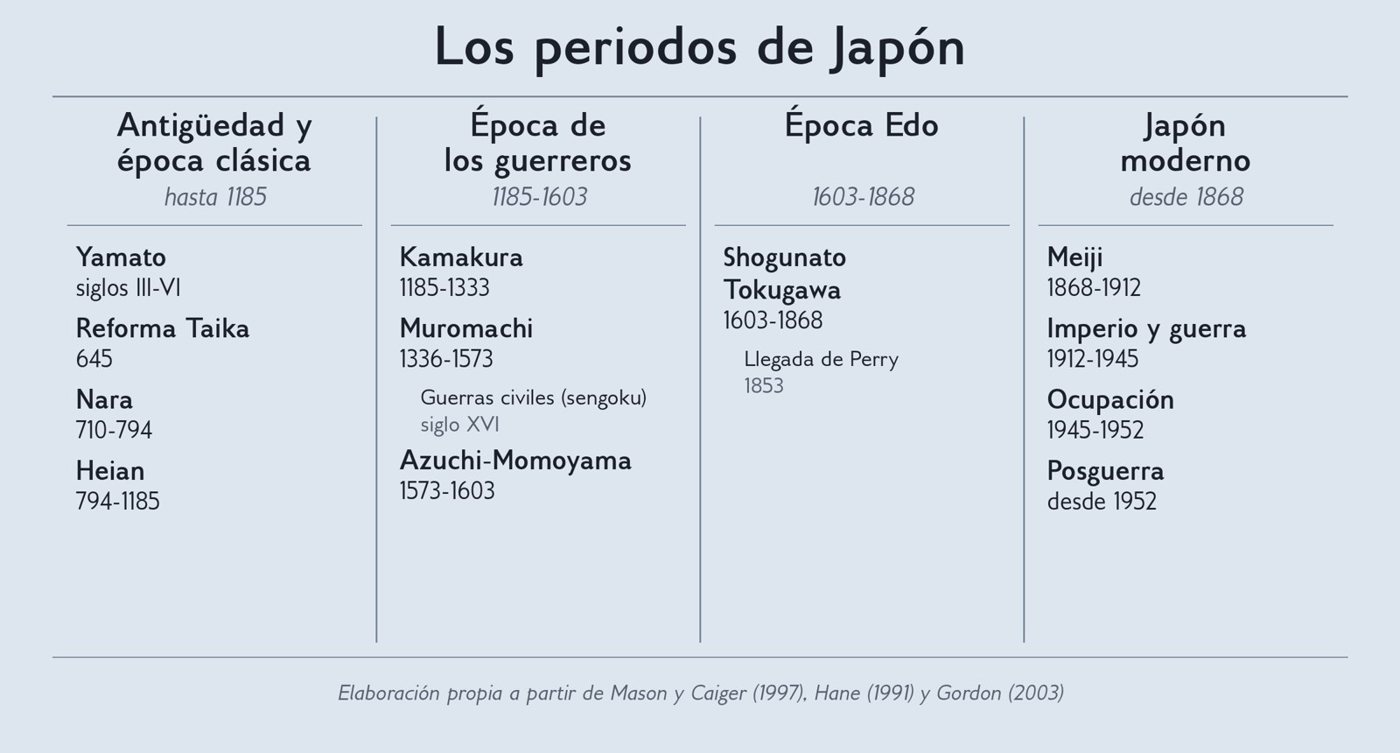 Los periodos de Japón
Antigüedad y
época clásica
hasta 1185
Yamato
siglos III-VI
Reforma Taika
645
Nara
710-794
Heian
794-1185
Época de
los guerreros
1185-1603
Kamakura
1185-1333
Muromachi
1336-1573
Guerras civiles (sengoku)
siglo XVI
Azuchi-Momoyama
1573-1603
Época Edo
1603-1868
Shogunato
Tokugawa
1603-1868
Llegada de Perry
1853
Japón
moderno
desde 1868
Meiji
1868-1912
Imperio y guerra
1912-1945
Ocupación
1945-1952
Posguerra
desde 1952
Elaboración propia a partir de Mason y Caiger (1997), Hane (1991) y Gordon (2003)